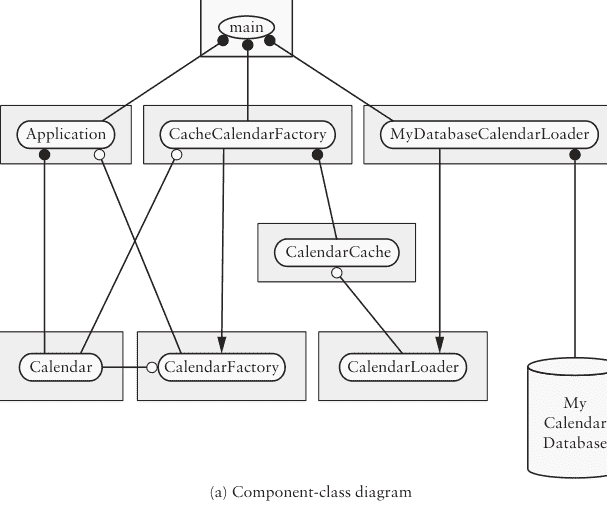 main
Application
CacheCalendarFactory
MyDatabaseCalendarLoader
CalendarCache
Calendar
CalendarFactory
CalendarLoader
My
Calendar
Database
(a) Component-class diagram